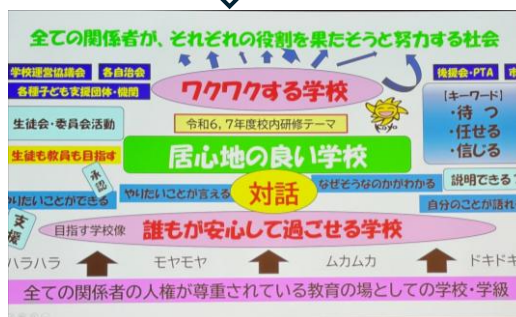 全ての関係者が、それぞれの役割を果たそうと努力する社会
学校運営協議会
各自治会
各種子ども支援団体・機関
後援会・PTA
市
ワクワクする学校
【キーワード】
・待つ
・任せる
・信じる
生徒会・委員会活動
令和6,7年度校内研修テーマ
Koyo
生徒も教員も目指す
居心地の良い学校
承認
やりたいことができる
やりたいことが言える
対話
なぜそうなのかがわかる
説明できる
自分のことが語れ
支援
目指す学校像
誰もが安心して過ごせる学校
ハラハラ
モヤモヤ
ムカムカ
ドキドキ
全ての関係者の人権が尊重されている教育の場としての学校・学級